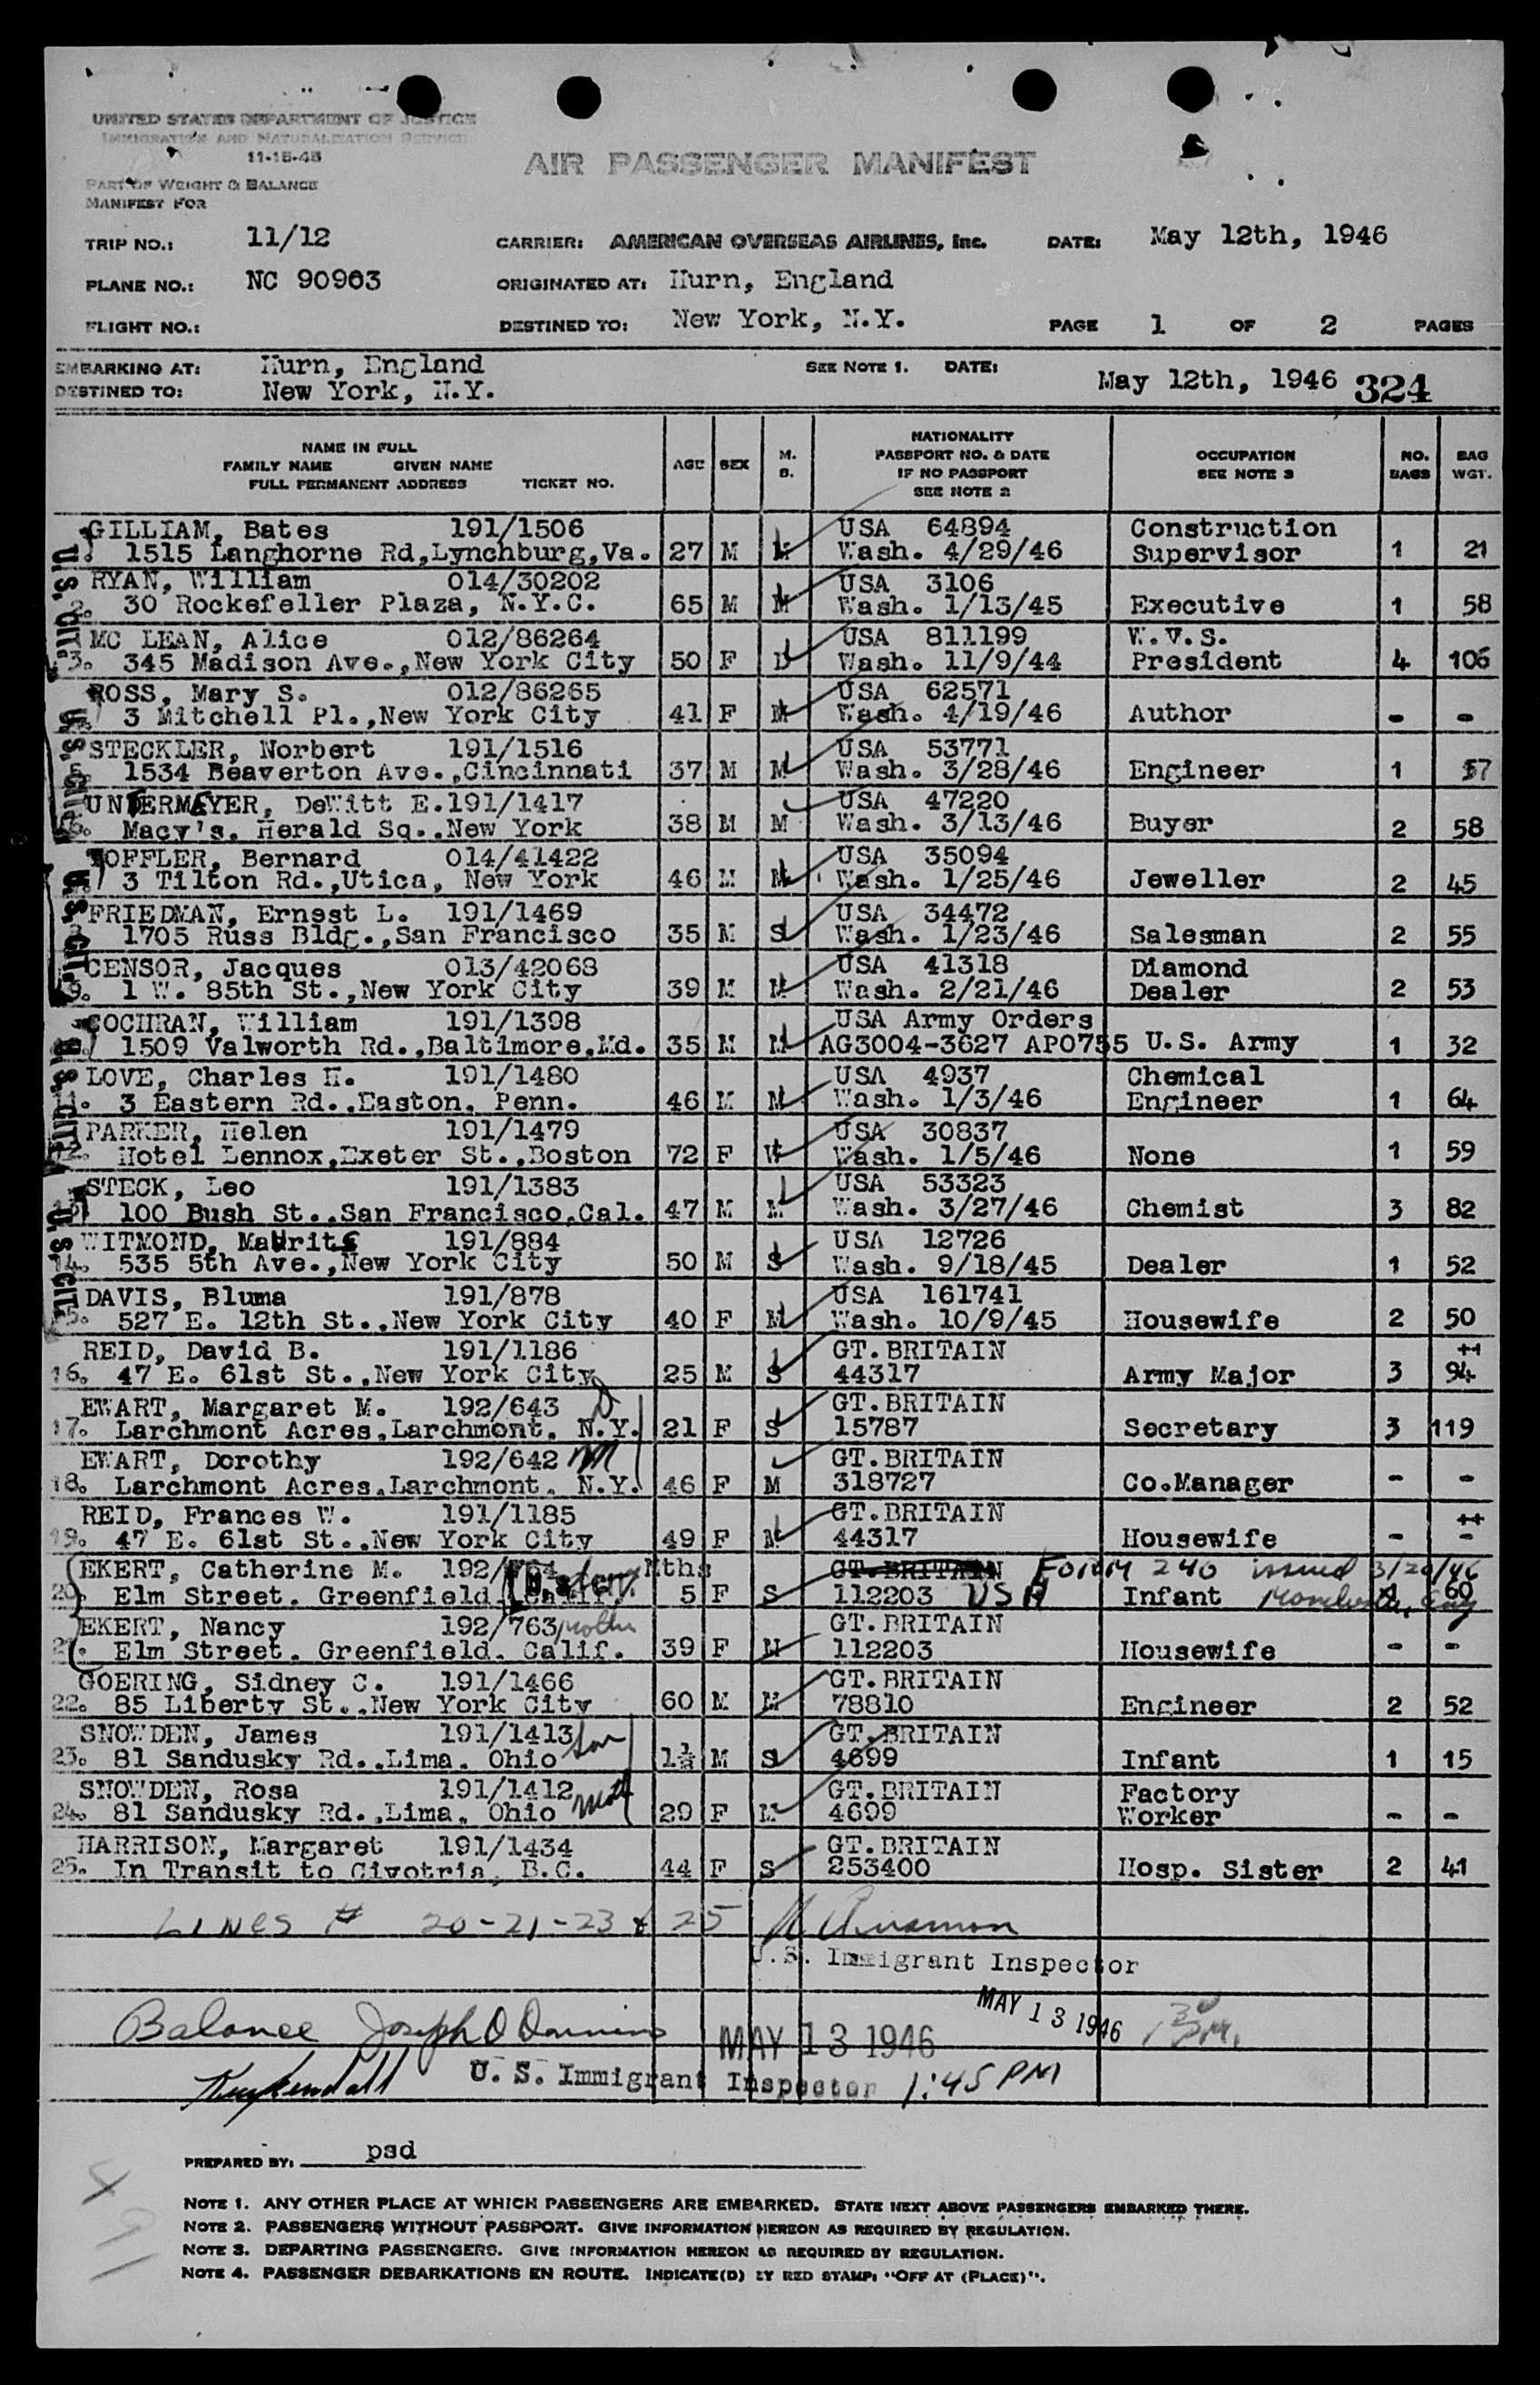 UNITED STATES DEPARTMENT OF JUSTICE
IMMIGRATION AND NATURALIZATION SERVICE
11-15-45
AIR PASSENGER MANIFEST
PART OF WEIGHT & BALANCE
MANIFEST FOR
TRIP NO.: 11/12 CARRIER: AMERICAN OVERSEAS AIRLINES, Inc. DATE: May 12th, 1946
PLANE NO.: NC 90903 ORIGINATED AT: Hurn, England
FLIGHT NO.: DESTINED TO: New York, N.Y. PAGE 1 OF 2 PAGES
EMBARKING AT: Hurn, England SEE NOTE 1. DATE: May 12th, 1946 324
DESTINED TO: New York, N.Y.
NAME IN FULL
FAMILY NAME GIVEN NAME
FULL PERMANENT ADDRESS TICKET NO.
AGE SEX M. S.
NATIONALITY
PASSPORT NO. & DATE
IF NO PASSPORT
SEE NOTE 2
OCCUPATION
SEE NOTE 3
NO. BAGS
BAG WGT.
U.S. CIT.
GILLIAM, Bates 191/1506 USA 64894 Construction
1515 Langhorne Rd,Lynchburg,Va. 27 M M Wash. 4/29/46 Supervisor 1 21
RYAN, William 014/30202 USA 3106
2. 30 Rockefeller Plaza, N.Y.C. 65 M M Wash. 1/13/45 Executive 1 58
MC LEAN, Alice 012/86264 USA 811199 W.V.S.
3. 345 Madison Ave.,New York City 50 F D Wash. 11/9/44 President 4 106
U.S. CIT.
ROSS, Mary S. 012/86265 USA 62571
3 Mitchell Pl.,New York City 41 F M Wash. 4/19/46 Author - -
STECKLER, Norbert 191/1516 USA 53771
1534 Beaverton Ave.,Cincinnati 37 M M Wash. 3/28/46 Engineer 1 57
UNTERMEYER, DeWitt E. 191/1417 USA 47220
6. Macy's, Herald Sq.,New York 38 M M Wash. 3/13/46 Buyer 2 58
U.S. CIT.
TOFFLER, Bernard 014/41422 USA 35094
3 Tilton Rd.,Utica, New York 46 M M Wash. 1/25/46 Jeweller 2 45
FRIEDMAN, Ernest L. 191/1469 USA 34472
1705 Russ Bldg.,San Francisco 35 M S Wash. 1/23/46 Salesman 2 55
CENSOR, Jacques 013/42068 USA 41318 Diamond
9. 1 W. 85th St.,New York City 39 M M Wash. 2/21/46 Dealer 2 53
U.S. CIT.
COCHRAN, William 191/1398 USA Army Orders
1509 Valworth Rd.,Baltimore,Md. 35 M M AG3004-3627 APO755 U.S. Army 1 32
LOVE, Charles H. 191/1480 USA 4937 Chemical
3 Eastern Rd.,Easton, Penn. 46 M M Wash. 1/3/46 Engineer 1 64
PARKER, Helen 191/1479 USA 30837
Hotel Lennox,Exeter St.,Boston 72 F W Wash. 1/5/46 None 1 59
U.S. CIT.
STECK, Leo 191/1383 USA 53323
100 Bush St.,San Francisco,Cal. 47 M M Wash. 3/27/46 Chemist 3 82
WITMOND, Maurits 191/884 USA 12726
14. 535 5th Ave.,New York City 50 M S Wash. 9/18/45 Dealer 1 52
DAVIS, Bluma 191/878 USA 161741
527 E. 12th St.,New York City 40 F M Wash. 10/9/45 Housewife 2 50
REID, David B. 191/1186 GT.BRITAIN ++
16. 47 E. 61st St.,New York City 25 M S 44317 Army Major 3 94
EWART, Margaret M. 192/643 D GT.BRITAIN
17. Larchmont Acres,Larchmont, N.Y. 21 F S 15787 Secretary 3 119
EWART, Dorothy 192/642 M GT.BRITAIN
18. Larchmont Acres,Larchmont, N.Y. 46 F M 318727 Co.Manager - -
REID, Frances W. 191/1185 GT.BRITAIN ++
19. 47 E. 61st St.,New York City 49 F M 44317 Housewife - -
EKERT, Catherine M. 192/764 Mths GT.BRITAIN Form 240 issued 3/20/46
20. Elm Street, Greenfield, Calif. U.S. CIT. 5 F S 112203 USA Infant 60
EKERT, Nancy 192/763 mother GT.BRITAIN
21. Elm Street, Greenfield, Calif. 39 F M 112203 Housewife - -
GOERING, Sidney C. 191/1466 GT.BRITAIN
22. 85 Liberty St.,New York City 60 M M 78810 Engineer 2 52
SNOWDEN, James 191/1413 son GT.BRITAIN
23. 81 Sandusky Rd.,Lima, Ohio 1½ M S 4699 Infant 1 15
SNOWDEN, Rosa 191/1412 moth GT.BRITAIN Factory
24. 81 Sandusky Rd.,Lima, Ohio 29 F M 4699 Worker - -
HARRISON, Margaret 191/1434 GT.BRITAIN
25. In Transit to Civotria, B.C. 44 F S 253400 Hosp. Sister 2 41
LINES # 20-21-23 & 25
U.S. Immigrant Inspector
MAY 13 1946
Balance Joseph D
MAY 13 1946
Kuykendall U. S. Immigrant Inspector 1:45 PM
PREPARED BY: psd
NOTE 1. ANY OTHER PLACE AT WHICH PASSENGERS ARE EMBARKED. STATE NEXT ABOVE PASSENGERS EMBARKED THERE.
NOTE 2. PASSENGERS WITHOUT PASSPORT. GIVE INFORMATION HEREON AS REQUIRED BY REGULATION.
NOTE 3. DEPARTING PASSENGERS. GIVE INFORMATION HEREON AS REQUIRED BY REGULATION.
NOTE 4. PASSENGER DEBARKATIONS EN ROUTE. INDICATE(D) BY RED STAMP: "OFF AT (PLACE)".